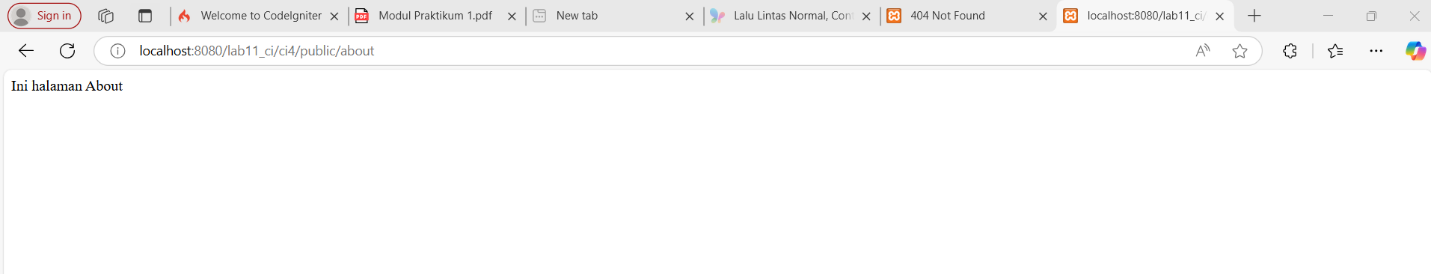 Sign in
Welcome to CodeIgniter
Modul Praktikum 1.pdf
New tab
Lalu Lintas Normal, Con
404 Not Found
localhost:8080/lab11_ci/
localhost:8080/lab11_ci/ci4/public/about
Ini halaman About